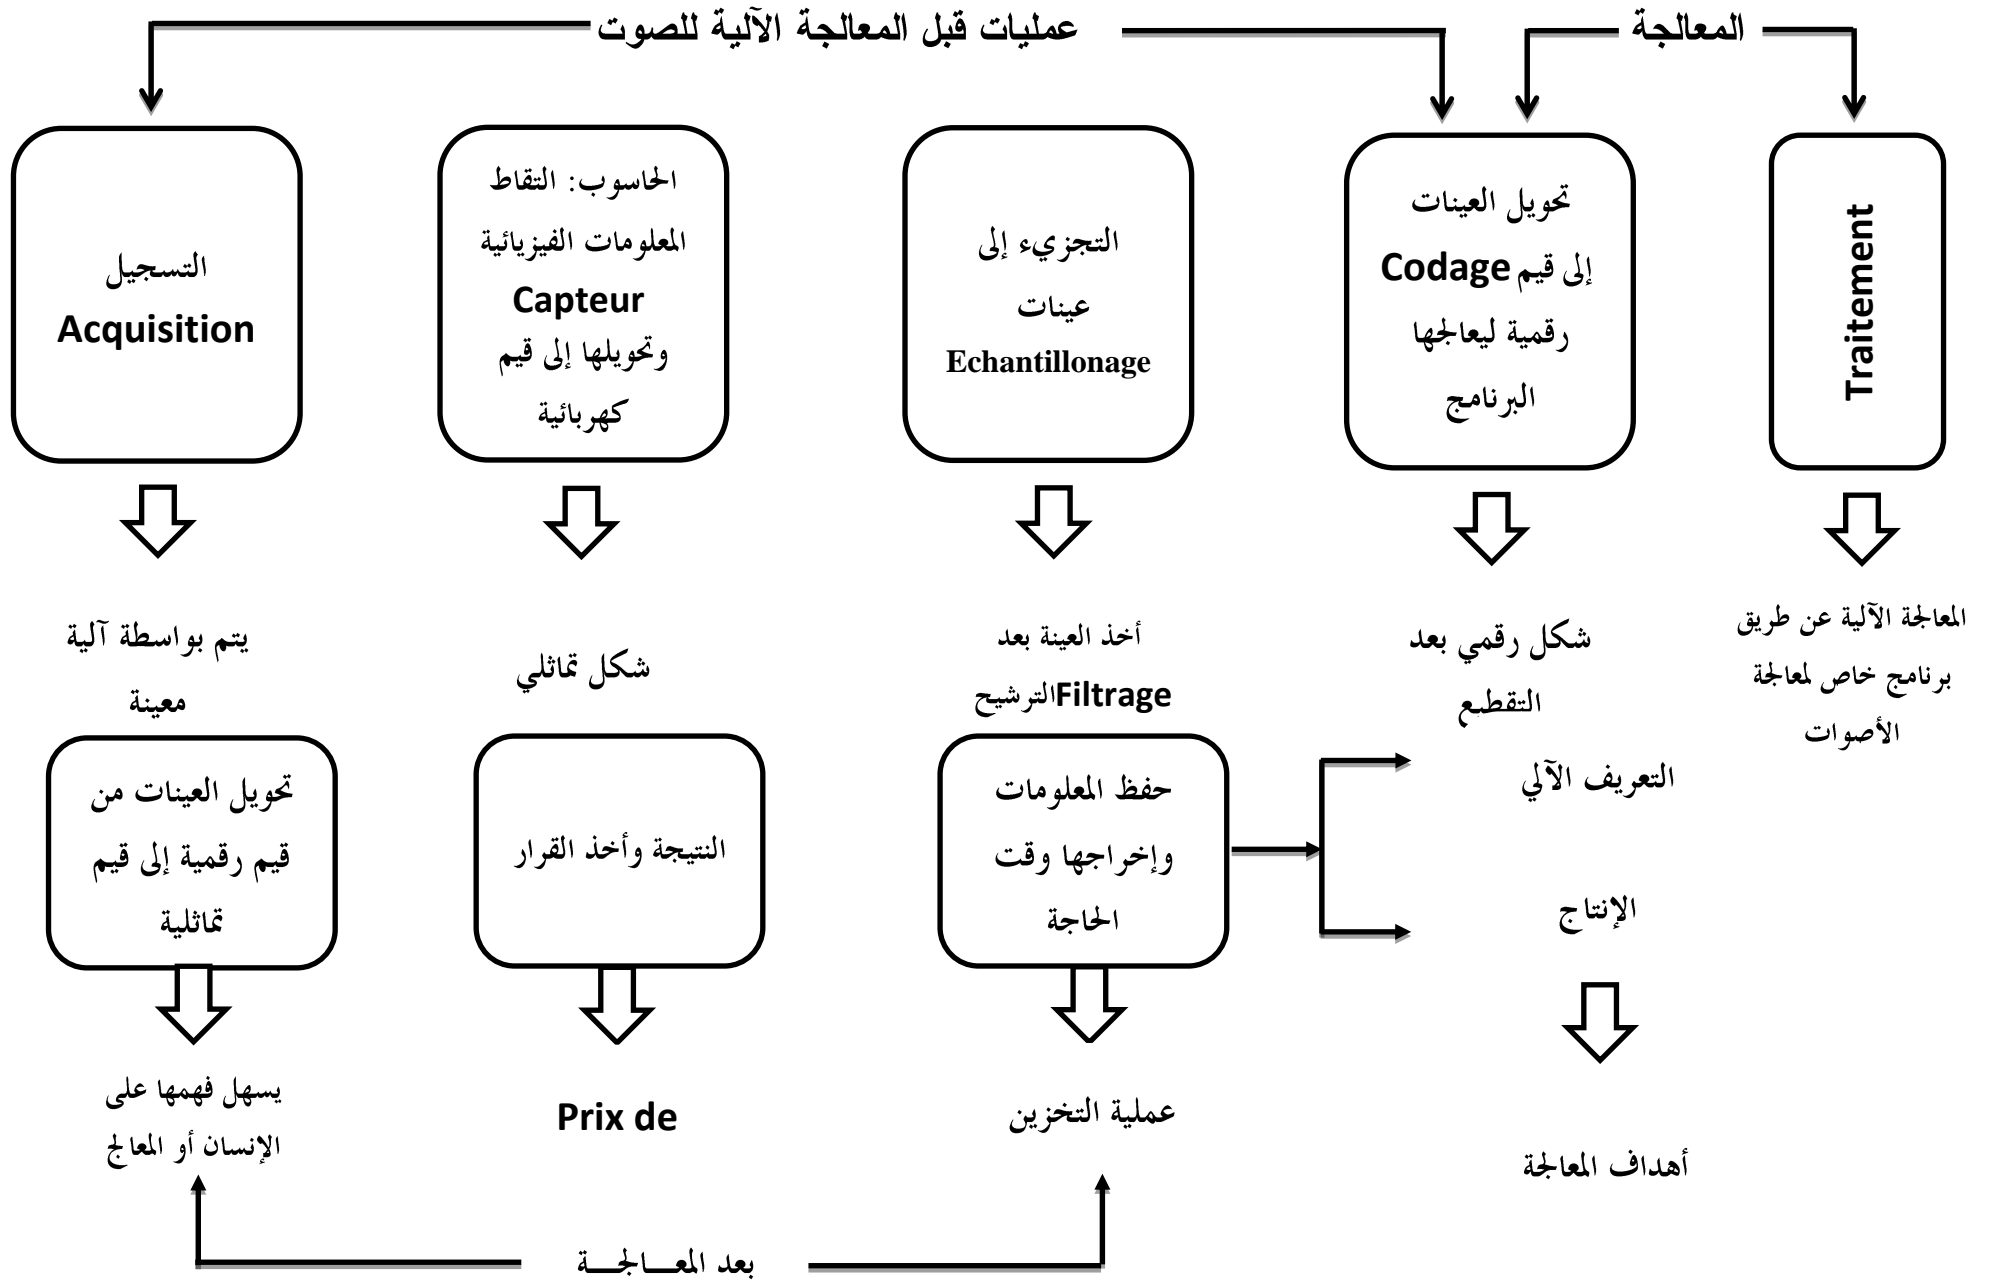 عمليات قبل المعالجة الآلية للصوت
المعالجة
التسجيل
Acquisition
الحاسوب: التقاط
المعلومات الفيزيائية
Capteur
وتحويلها إلى قيم
كهربائية
التجزيء إلى
عينات
Echantillonage
تحويل العينات
إلى قيم Codage
رقمية ليعالجها
البرنامج
Traitement
يتم بواسطة آلية
معينة
شكل تماثلي
أخذ العينة بعد
الترشيح Filtrage
شكل رقمي بعد
التقطيع
المعالجة الآلية عن طريق
برنامج خاص لمعالجة
الأصوات
تحويل العينات من
قيم رقمية إلى قيم
تماثلية
النتيجة وأخذ القرار
حفظ المعلومات
وإخراجها وقت
الحاجة
التعريف الآلي
الإنتاج
يسهل فهمها على
الإنسان أو المعالج
Prix de
عملية التخزين
أهداف المعالجة
بعد المعـــالجـــة